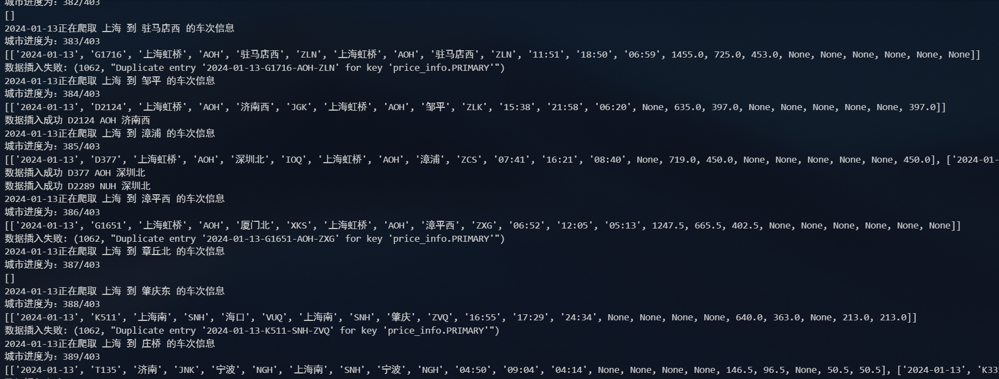 城市进度为: 382/403
[]
2024-01-13正在爬取 上海 到 驻马店西 的车次信息
城市进度为: 383/403
[['2024-01-13', 'G1716', '上海虹桥', 'AOH', '驻马店西', 'ZLN', '上海虹桥', 'AOH', '驻马店西', 'ZLN', '11:51', '18:50', '06:59', 1455.0, 725.0, 453.0, None, None, None, None, None, None]]
数据插入失败: (1062, "Duplicate entry '2024-01-13-G1716-AOH-ZLN' for key 'price_info.PRIMARY'")
2024-01-13正在爬取 上海 到 邹平 的车次信息
城市进度为: 384/403
[['2024-01-13', 'D2124', '上海虹桥', 'AOH', '济南西', 'JGK', '上海虹桥', 'AOH', '邹平', 'ZLK', '15:38', '21:58', '06:20', None, 635.0, 397.0, None, None, None, None, None, 397.0]]
数据插入成功 D2124 AOH 济南西
2024-01-13正在爬取 上海 到 漳浦 的车次信息
城市进度为: 385/403
[['2024-01-13', 'D377', '上海虹桥', 'AOH', '深圳北', 'IOQ', '上海虹桥', 'AOH', '漳浦', 'ZCS', '07:41', '16:21', '08:40', None, 719.0, 450.0, None, None, None, None, None, 450.0], ['2024-01-
数据插入成功 D377 AOH 深圳北
数据插入成功 D2289 NUH 深圳北
2024-01-13正在爬取 上海 到 漳平西 的车次信息
城市进度为: 386/403
[['2024-01-13', 'G1651', '上海虹桥', 'AOH', '厦门北', 'XKS', '上海虹桥', 'AOH', '漳平西', 'ZXG', '06:52', '12:05', '05:13', 1247.5, 665.5, 402.5, None, None, None, None, None, None]]
数据插入失败: (1062, "Duplicate entry '2024-01-13-G1651-AOH-ZXG' for key 'price_info.PRIMARY'")
2024-01-13正在爬取 上海 到 章丘北 的车次信息
城市进度为: 387/403
[]
2024-01-13正在爬取 上海 到 肇庆东 的车次信息
城市进度为: 388/403
[['2024-01-13', 'K511', '上海南', 'SNH', '海口', 'VUQ', '上海南', 'SNH', '肇庆', 'ZVQ', '16:55', '17:29', '24:34', None, None, None, None, 640.0, 363.0, None, 213.0, 213.0]]
数据插入失败: (1062, "Duplicate entry '2024-01-13-K511-SNH-ZVQ' for key 'price_info.PRIMARY'")
2024-01-13正在爬取 上海 到 庄桥 的车次信息
城市进度为: 389/403
[['2024-01-13', 'T135', '济南', 'JNK', '宁波', 'NGH', '上海南', 'SNH', '宁波', 'NGH', '04:50', '09:04', '04:14', None, None, None, None, 146.5, 96.5, None, 50.5, 50.5], ['2024-01-13', 'K33